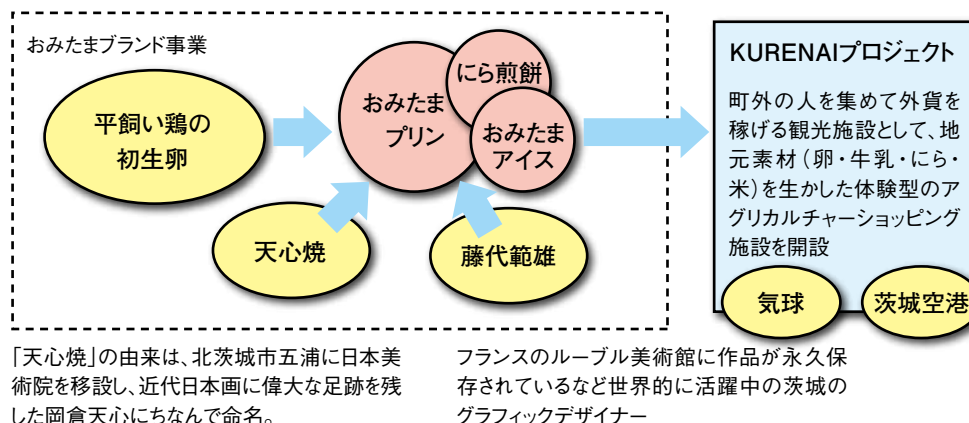 おみたまブランド事業
平飼い鶏の
初生卵
おみたま
プリン
にら煎餅
おみたま
アイス
天心焼
藤代範雄
KURENAIプロジェクト
町外の人を集めて外貨を
稼げる観光施設として、地
元素材（卵・牛乳・にら・
米）を生かした体験型のア
グリカルチャーショッピング
施設を開設
気球
茨城空港
「天心焼」の由来は、北茨城市五浦に日本美
術院を移設し、近代日本画に偉大な足跡を残
した岡倉天心にちなんで命名。
フランスのルーブル美術館に作品が永久保
存されているなど世界的に活躍中の茨城の
グラフィックデザイナー